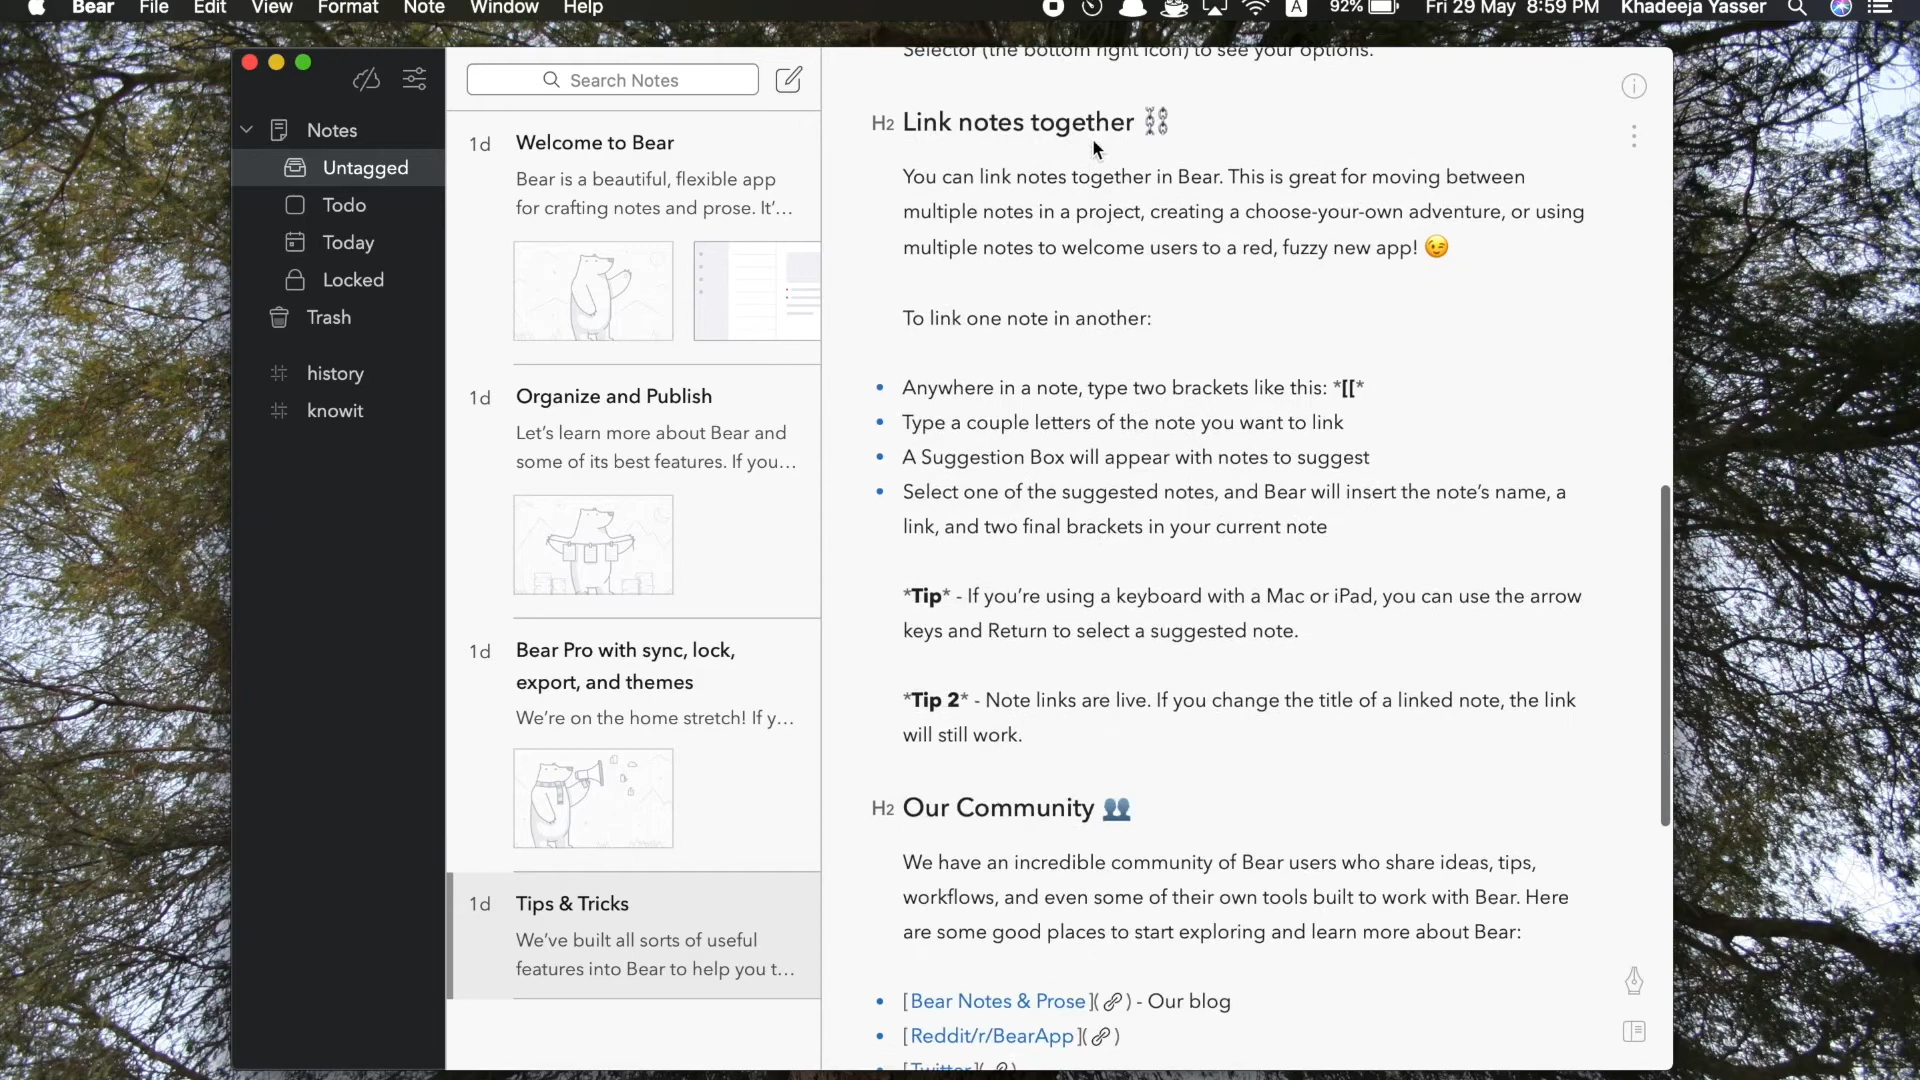 Bear File Edit View Format Note Window Help A 92% Fri 29 May 8:59 PM Khadeeja Yasser
Notes
Untagged
Todo
Today
Locked
Trash
history
knowit
Search Notes
1d Welcome to Bear
Bear is a beautiful, flexible app
for crafting notes and prose. It'...
1d Organize and Publish
Let's learn more about Bear and
some of its best features. If you...
1d Bear Pro with sync, lock,
export, and themes
We're on the home stretch! If y...
1d Tips & Tricks
We've built all sorts of useful
features into Bear to help you t...
Selector (the bottom right icon) to see your options.
H2 Link notes together ⛓️
You can link notes together in Bear. This is great for moving between
multiple notes in a project, creating a choose-your-own adventure, or using
multiple notes to welcome users to a red, fuzzy new app! 😉
To link one note in another:
• Anywhere in a note, type two brackets like this: *[[*
• Type a couple letters of the note you want to link
• A Suggestion Box will appear with notes to suggest
• Select one of the suggested notes, and Bear will insert the note's name, a
link, and two final brackets in your current note
*Tip* - If you're using a keyboard with a Mac or iPad, you can use the arrow
keys and Return to select a suggested note.
*Tip 2* - Note links are live. If you change the title of a linked note, the link
will still work.
H2 Our Community 👥
We have an incredible community of Bear users who share ideas, tips,
workflows, and even some of their own tools built to work with Bear. Here
are some good places to start exploring and learn more about Bear:
• [Bear Notes & Prose](🔗) - Our blog
• [Reddit/r/BearApp](🔗)
• [Twitter](🔗)